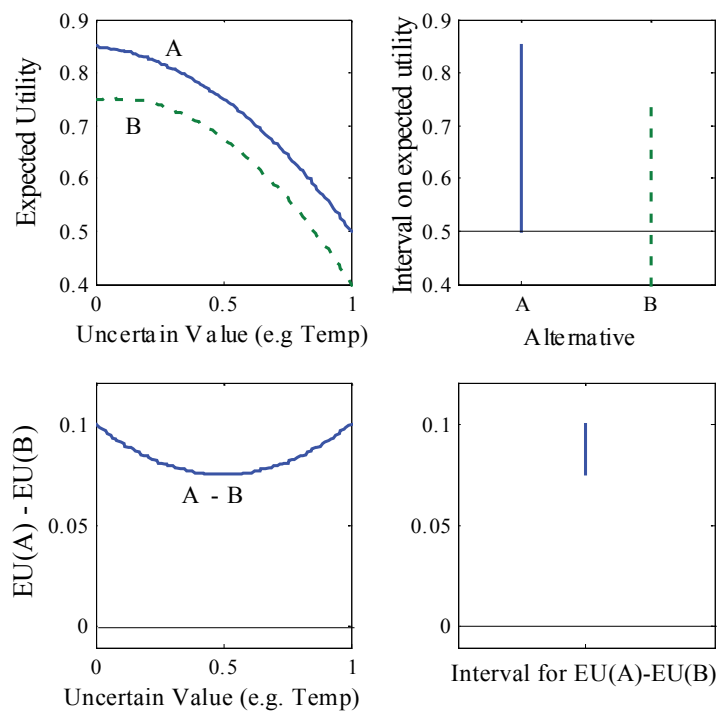 Expected Utility
0.9
0.8
0.7
0.6
0.5
0.4
A
B
0
0.5
1
Uncertain Value (e.g Temp)
Interval on expected utility
0.9
0.8
0.7
0.6
0.5
0.4
A
B
Alternative
EU(A) - EU(B)
0.1
0.05
0
A - B
0
0.5
1
Uncertain Value (e.g. Temp)
0.1
0.05
0
Interval for EU(A)-EU(B)